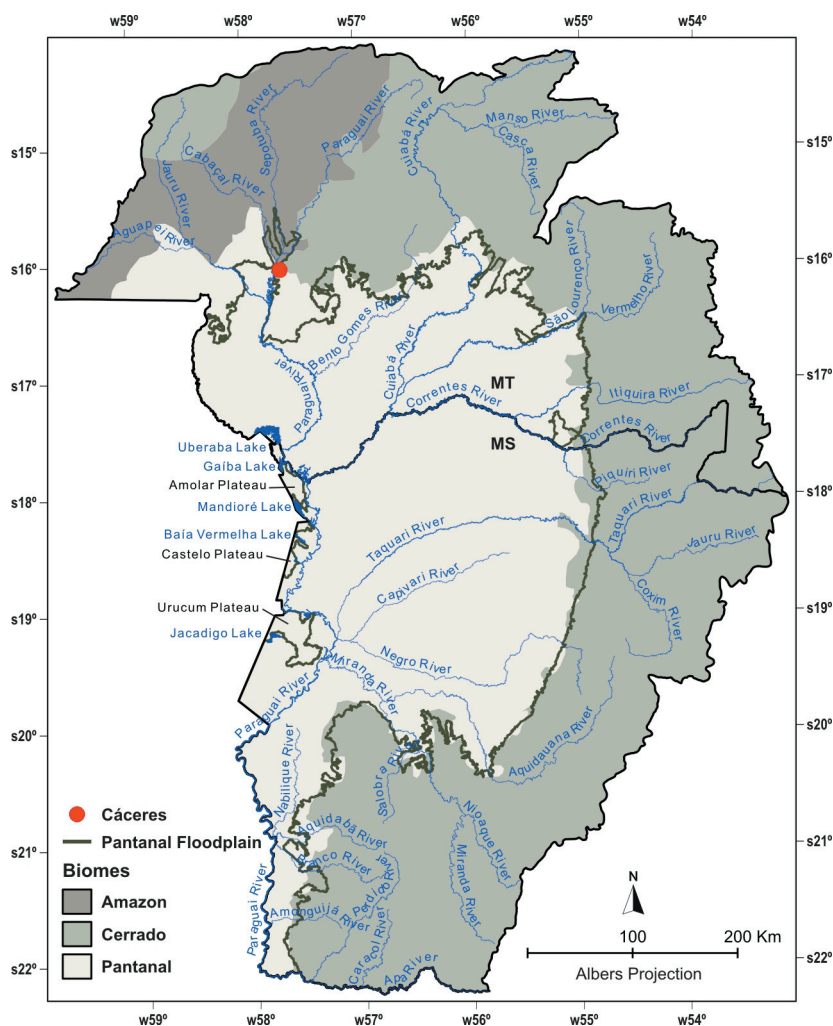 w59º w58º w57º w56º w55º w54º
s15º
s16º
s17º
s18º
s19º
s20º
s21º
s22º
s15º
s16º
s17º
s18º
s19º
s20º
s21º
s22º
Jauru River
Cabaçal River
Sepotuba River
Paraguai River
Cuiabá River
Manso River
Casca River
Aguapeí River
Bento Gomes River
Cuiabá River
São Lourenço River
Vermelho River
Paraguai River
MT
Correntes River
Itiquira River
MS
Correntes River
Uberaba Lake
Gaíba Lake
Amolar Plateau
Mandioré Lake
Baía Vermelha Lake
Castelo Plateau
Piquiri River
Taquari River
Taquari River
Jauru River
Capivari River
Coxim River
Urucum Plateau
Jacadigo Lake
Negro River
Miranda River
Paraguai River
Aquidauana River
Nabilique River
Salobra River
Nioaque River
Miranda River
Aquidabã River
Branco River
Perdido River
Amonguijá River
Caracol River
Apa River
Paraguai River
Cáceres
Pantanal Floodplain
Biomes
Amazon
Cerrado
Pantanal
N
0 100 200 Km
Albers Projection
w59º w58º w57º w56º w55º w54º